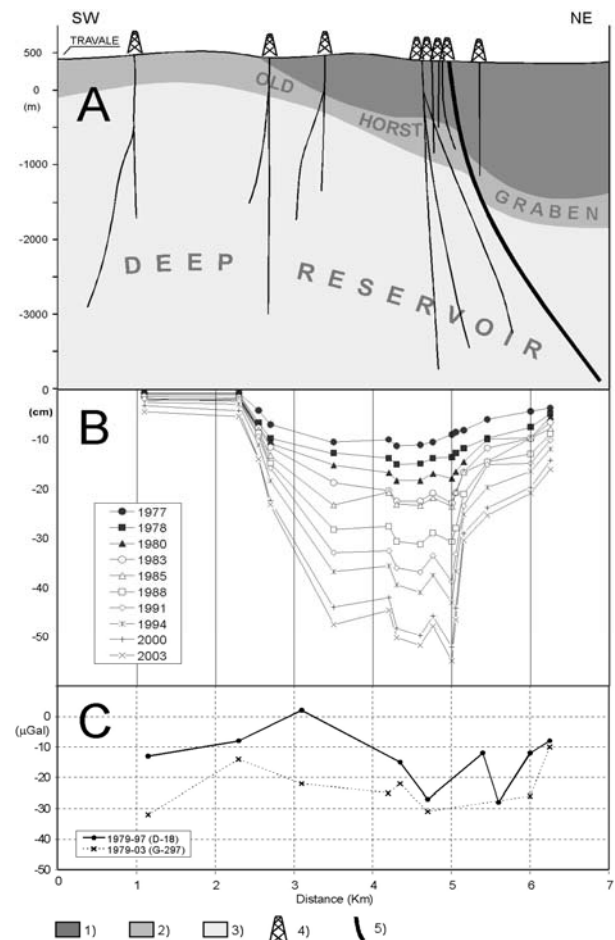 SW NE
TRAVALE
500
0
(m)
-1000
-2000
-3000
A
OLD
HORST
GRABEN
DEEP RESERVOIR
0
(cm)
-10
-20
-30
-40
-50
B
1977
1978
1980
1983
1985
1988
1991
1994
2000
2003
C
0
(µGal)
-10
-20
-30
-40
-50
1979-97 (D-18)
1979-03 (G-297)
0 1 2 3 4 5 6 7
Distance (Km)
1) 2) 3) 4) 5)